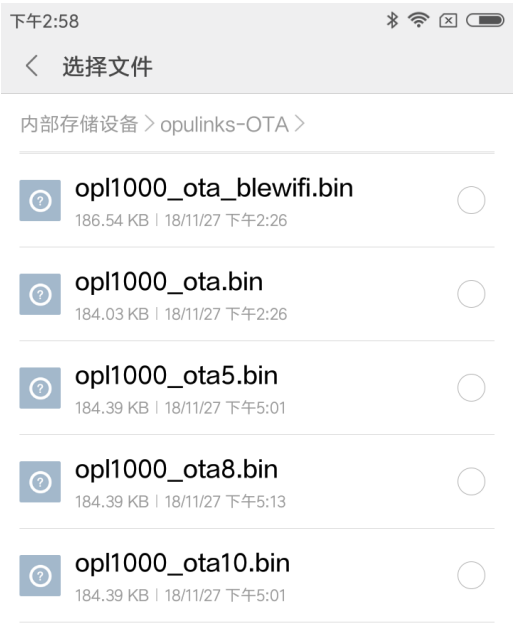 下午2:58
选择文件
内部存储设备 > opulinks-OTA >
opl1000_ota_blewifi.bin
186.54 KB | 18/11/27 下午2:26
opl1000_ota.bin
184.03 KB | 18/11/27 下午2:26
opl1000_ota5.bin
184.39 KB | 18/11/27 下午5:01
opl1000_ota8.bin
184.39 KB | 18/11/27 下午5:13
opl1000_ota10.bin
184.39 KB | 18/11/27 下午5:01